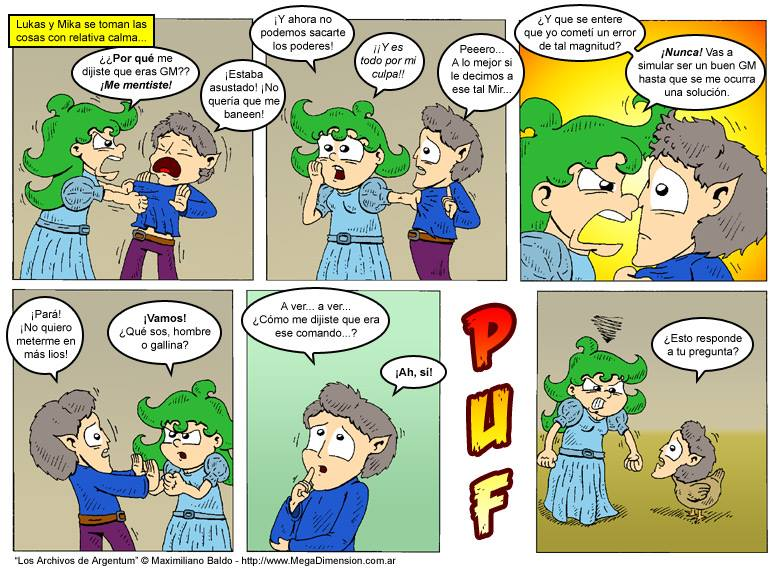 Lukas y Mika se toman las
cosas con relativa calma...
¿¿Por qué me
dijiste que eras GM??
¡Me mentiste!
¡Estaba
asustado! ¡No
quería que me
baneen!
¡Y ahora no
podemos sacarte
los poderes!
¡¡Y es
todo por mi
culpa!!
Peeero...
A lo mejor si
le decimos a
ese tal Mir...
¿Y que se entere
que yo cometí un error
de tal magnitud?
¡Nunca! Vas a
simular ser un buen GM
hasta que se me ocurra
una solución.
¡Pará!
¡No quiero
meterme en
más lios!
¡Vamos!
¿Qué sos, hombre
o gallina?
A ver... a ver...
¿Cómo me dijiste que era
ese comando...?
¡Ah, sí!
PUF
¿Esto responde
a tu pregunta?
"Los Archivos de Argentum" © Maximiliano Baldo - http://www.MegaDimension.com.ar